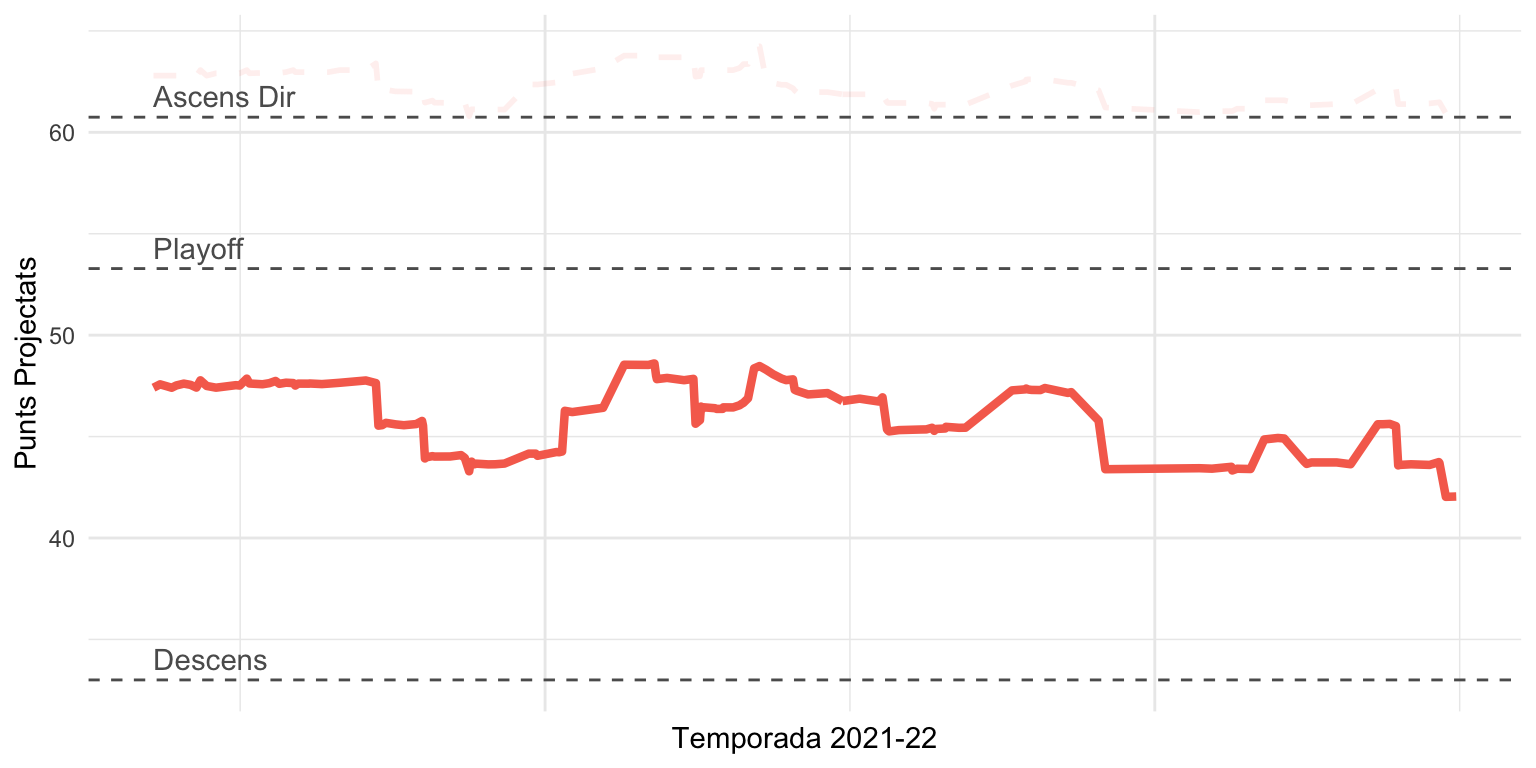 Ascens Dir
60
Playoff
50
40
Descens
Punts Projectats
Temporada 2021-22